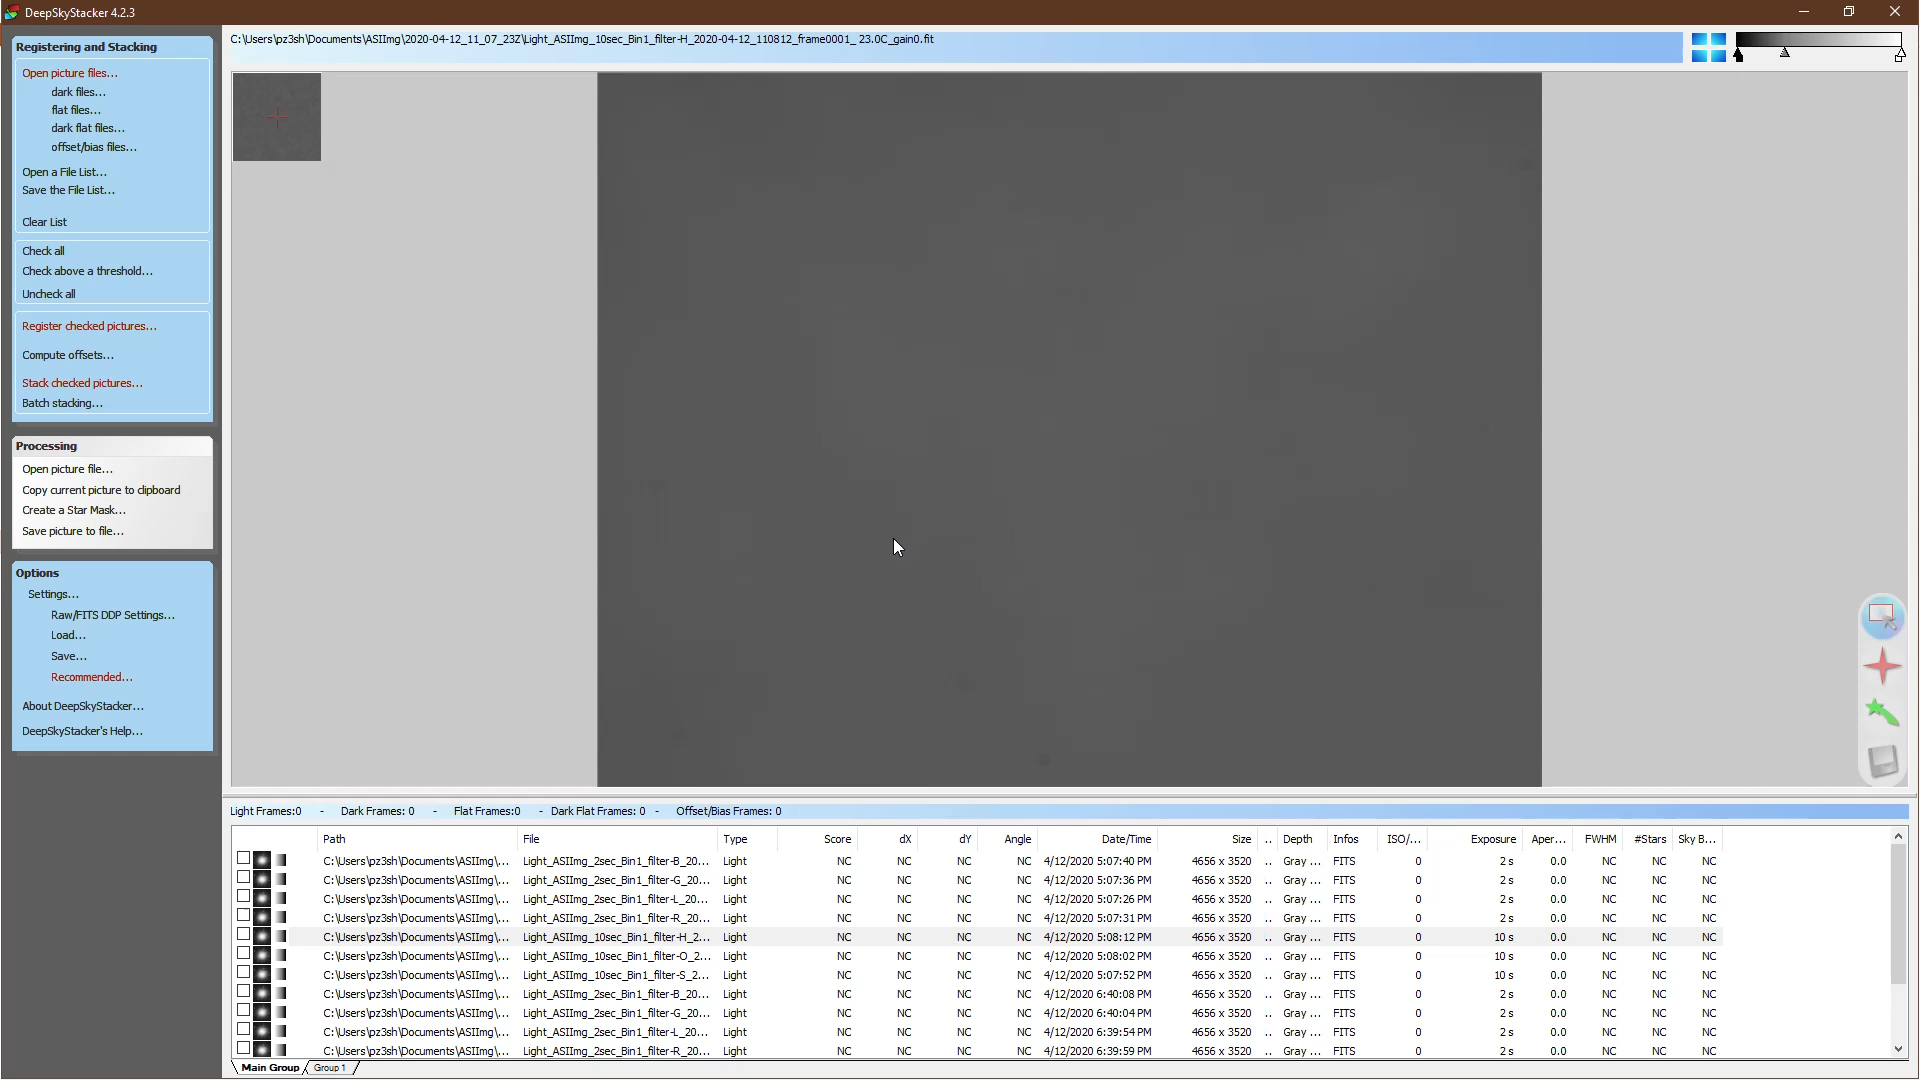 DeepSkyStacker 4.2.3
Registering and Stacking
Open picture files...
dark files...
flat files...
dark flat files...
offset/bias files...
Open a File List...
Save the File List...
Clear List
Check all
Check above a threshold...
Uncheck all
Register checked pictures...
Compute offsets...
Stack checked pictures...
Batch stacking...
Processing
Open picture file...
Copy current picture to clipboard
Create a Star Mask...
Save picture to file...
Options
Settings...
Raw/FITS DDP Settings...
Load...
Save...
Recommended...
About DeepSkyStacker...
DeepSkyStacker's Help...
C:\Users\pz3sh\Documents\ASIImg\2020-04-12_11_07_23Z\Light_ASIImg_10sec_Bin1_filter-H_2020-04-12_110812_frame0001_ 23.0C_gain0.fit
Light Frames:0 - Dark Frames: 0 - Flat Frames:0 - Dark Flat Frames: 0 - Offset/Bias Frames: 0
Path File Type Score dX dY Angle Date/Time Size .. Depth Infos ISO/... Exposure Aper... FWHM #Stars Sky B...
C:\Users\pz3sh\Documents\ASIImg\... Light_ASIImg_2sec_Bin1_filter-B_20... Light NC NC NC NC 4/12/2020 5:07:40 PM 4656 x 3520 .. Gray ... FITS 0 2 s 0.0 NC NC NC
C:\Users\pz3sh\Documents\ASIImg\... Light_ASIImg_2sec_Bin1_filter-G_20... Light NC NC NC NC 4/12/2020 5:07:36 PM 4656 x 3520 .. Gray ... FITS 0 2 s 0.0 NC NC NC
C:\Users\pz3sh\Documents\ASIImg\... Light_ASIImg_2sec_Bin1_filter-L_20... Light NC NC NC NC 4/12/2020 5:07:26 PM 4656 x 3520 .. Gray ... FITS 0 2 s 0.0 NC NC NC
C:\Users\pz3sh\Documents\ASIImg\... Light_ASIImg_2sec_Bin1_filter-R_20... Light NC NC NC NC 4/12/2020 5:07:31 PM 4656 x 3520 .. Gray ... FITS 0 2 s 0.0 NC NC NC
C:\Users\pz3sh\Documents\ASIImg\... Light_ASIImg_10sec_Bin1_filter-H_2... Light NC NC NC NC 4/12/2020 5:08:12 PM 4656 x 3520 .. Gray ... FITS 0 10 s 0.0 NC NC NC
C:\Users\pz3sh\Documents\ASIImg\... Light_ASIImg_10sec_Bin1_filter-O_2... Light NC NC NC NC 4/12/2020 5:08:02 PM 4656 x 3520 .. Gray ... FITS 0 10 s 0.0 NC NC NC
C:\Users\pz3sh\Documents\ASIImg\... Light_ASIImg_10sec_Bin1_filter-S_2... Light NC NC NC NC 4/12/2020 5:07:52 PM 4656 x 3520 .. Gray ... FITS 0 10 s 0.0 NC NC NC
C:\Users\pz3sh\Documents\ASIImg\... Light_ASIImg_2sec_Bin1_filter-B_20... Light NC NC NC NC 4/12/2020 6:40:08 PM 4656 x 3520 .. Gray ... FITS 0 2 s 0.0 NC NC NC
C:\Users\pz3sh\Documents\ASIImg\... Light_ASIImg_2sec_Bin1_filter-G_20... Light NC NC NC NC 4/12/2020 6:40:04 PM 4656 x 3520 .. Gray ... FITS 0 2 s 0.0 NC NC NC
C:\Users\pz3sh\Documents\ASIImg\... Light_ASIImg_2sec_Bin1_filter-L_20... Light NC NC NC NC 4/12/2020 6:39:54 PM 4656 x 3520 .. Gray ... FITS 0 2 s 0.0 NC NC NC
C:\Users\pz3sh\Documents\ASIImg\... Light_ASIImg_2sec_Bin1_filter-R_20... Light NC NC NC NC 4/12/2020 6:39:59 PM 4656 x 3520 .. Gray ... FITS 0 2 s 0.0 NC NC NC
Main Group Group 1